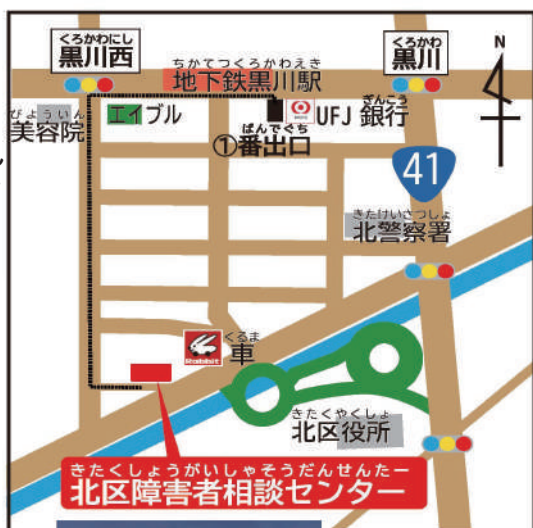 くろかわにし
黒川西
くろかわ
黒川
N
ちかてつくろかわえき
地下鉄黒川駅
びよういん
美容院
エイブル
UFJ 銀行
ぎんこう
ばんでぐち
①番出口
41
きたけいさつしょ
北警察署
Rabbit
くるま
車
きたくやくしょ
北区役所
きたくしょうがいしゃそうだんせんたー
北区障害者相談センター